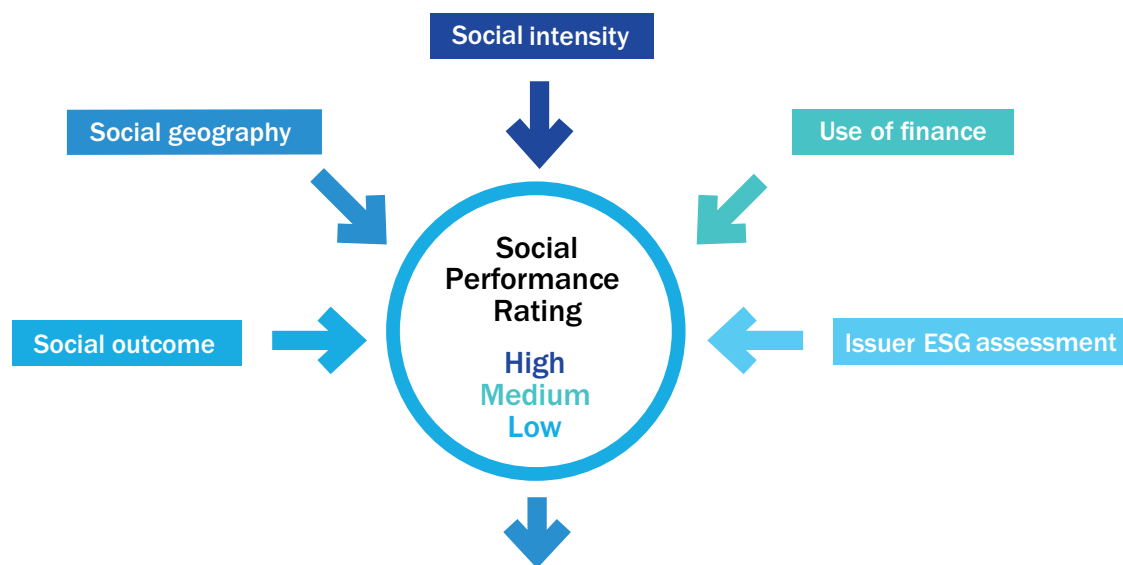 Social intensity
Social geography
Use of finance
Social
Performance
Rating
High
Medium
Low
Social outcome
Issuer ESG assessment